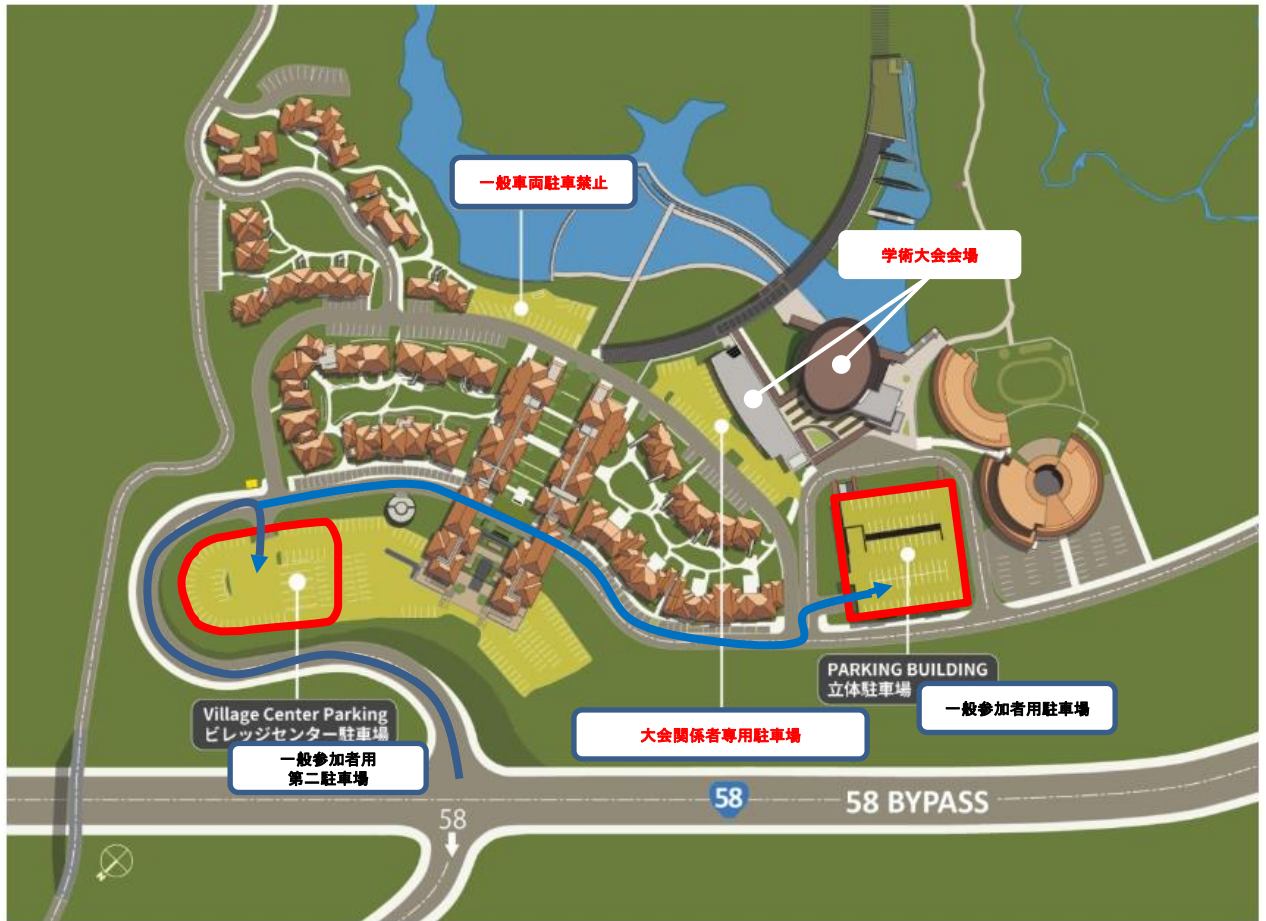 一般車両駐車禁止
学術大会会場
PARKING BUILDING
立体駐車場
一般参加者用駐車場
Village Center Parking
ビレッジセンター駐車場
一般参加者用
第二駐車場
大会関係者専用駐車場
58
58 BYPASS
58